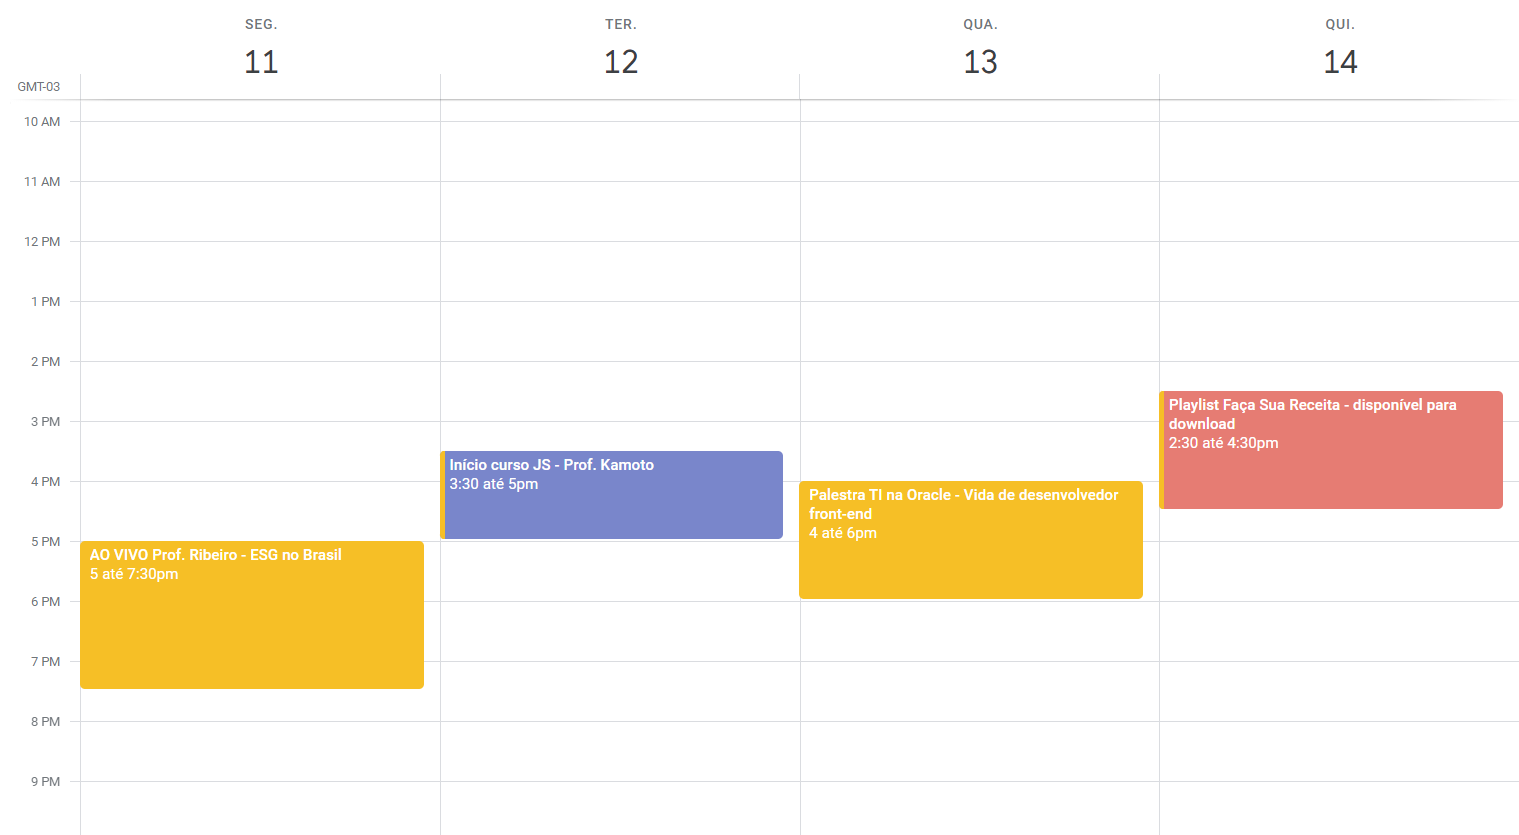 SEG.
11
TER.
12
QUA.
13
QUI.
14
GMT-03
10 AM
11 AM
12 PM
1 PM
2 PM
3 PM
4 PM
5 PM
6 PM
7 PM
8 PM
9 PM
AO VIVO Prof. Ribeiro - ESG no Brasil
5 até 7:30pm
Início curso JS - Prof. Kamoto
3:30 até 5pm
Palestra TI na Oracle - Vida de desenvolvedor
front-end
4 até 6pm
Playlist Faça Sua Receita - disponível para
download
2:30 até 4:30pm